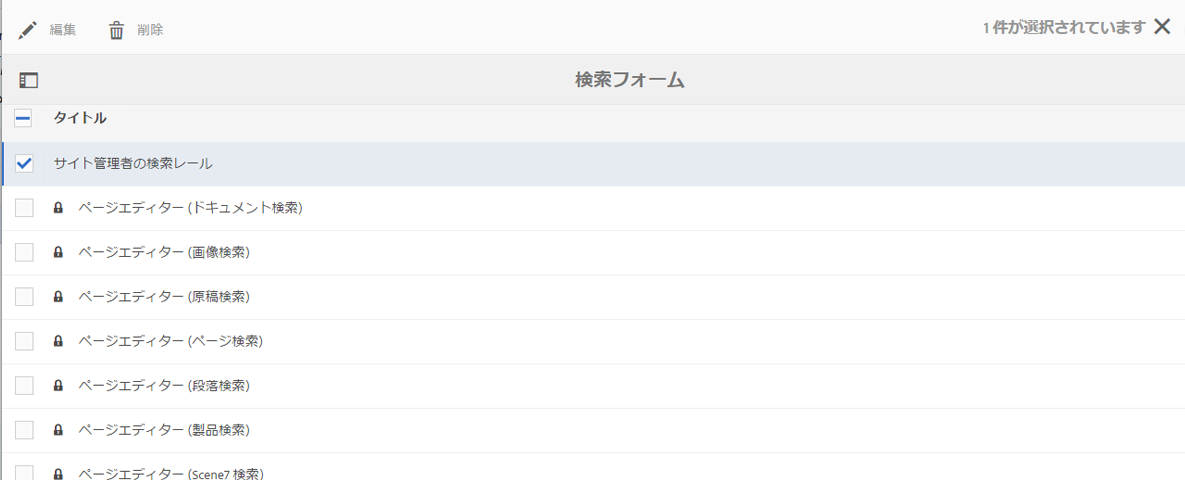 編集 削除 1 件が選択されています
検索フォーム
タイトル
サイト管理者の検索レール
ページエディター (ドキュメント検索)
ページエディター (画像検索)
ページエディター (原稿検索)
ページエディター (ページ検索)
ページエディター (段落検索)
ページエディター (製品検索)
ページエディター (Scene7 検索)